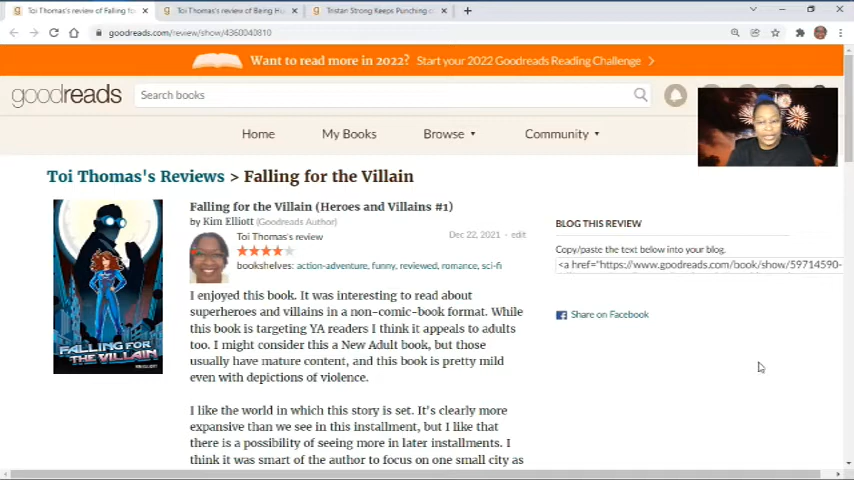 Toi Thomas's review of Falling fo
Toi Thomas's review of Being Hu
Tristan Strong Keeps Punching o
goodreads.com/review/show/4360040810
Want to read more in 2022? Start your 2022 Goodreads Reading Challenge
goodreads
Search books
Home
My Books
Browse
Community
Toi Thomas's Reviews > Falling for the Villain
Falling for the Villain (Heroes and Villains #1)
by Kim Elliott (Goodreads Author)
Toi Thomas's review
Dec 22, 2021 · edit
bookshelves: action-adventure, funny, reviewed, romance, sci-fi
I enjoyed this book. It was interesting to read about
superheroes and villains in a non-comic-book format. While
this book is targeting YA readers I think it appeals to adults
too. I might consider this a New Adult book, but those
usually have mature content, and this book is pretty mild
even with depictions of violence.
I like the world in which this story is set. It's clearly more
expansive than we see in this installment, but I like that
there is a possibility of seeing more in later installments. I
think it was smart of the author to focus on one small city as
FALLING FOR
THE VILLAIN
KIM ELLIOTT
BLOG THIS REVIEW
Copy/paste the text below into your blog.
<a href="https://www.goodreads.com/book/show/59714590-
Share on Facebook